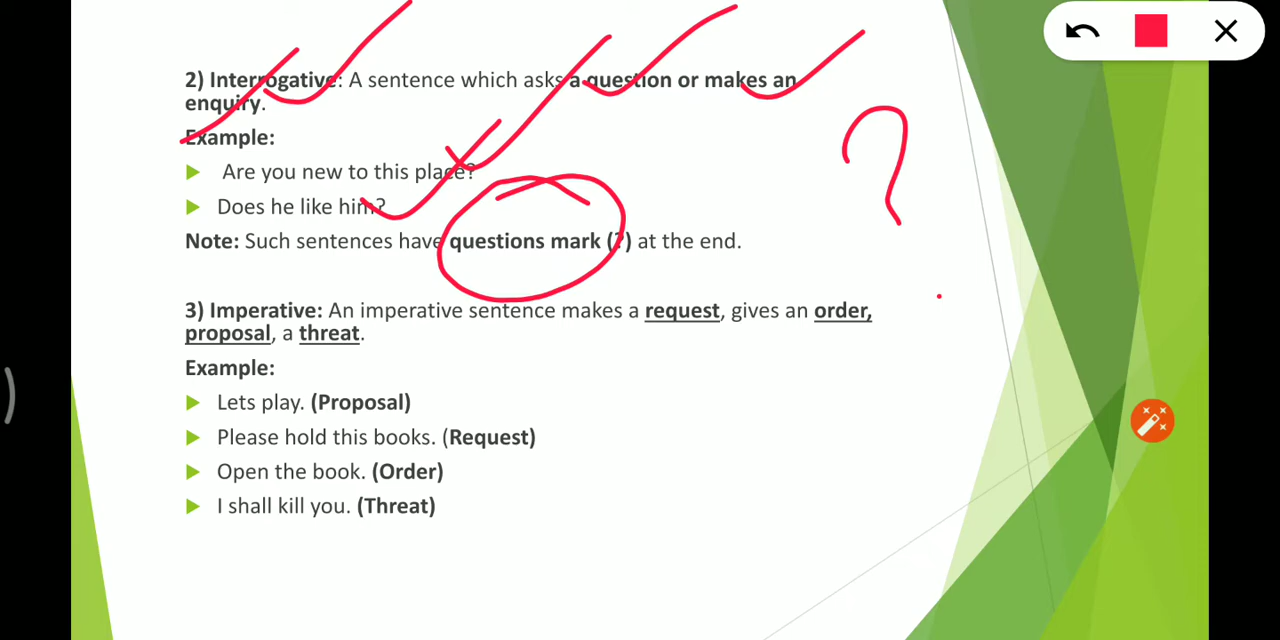 2) Interrogative: A sentence which asks a question or makes an
enquiry.
Example:
Are you new to this place?
Does he like him?
Note: Such sentences have questions mark (?) at the end.
?
3) Imperative: An imperative sentence makes a request, gives an order,
proposal, a threat.
Example:
Lets play. (Proposal)
Please hold this books. (Request)
Open the book. (Order)
I shall kill you. (Threat)